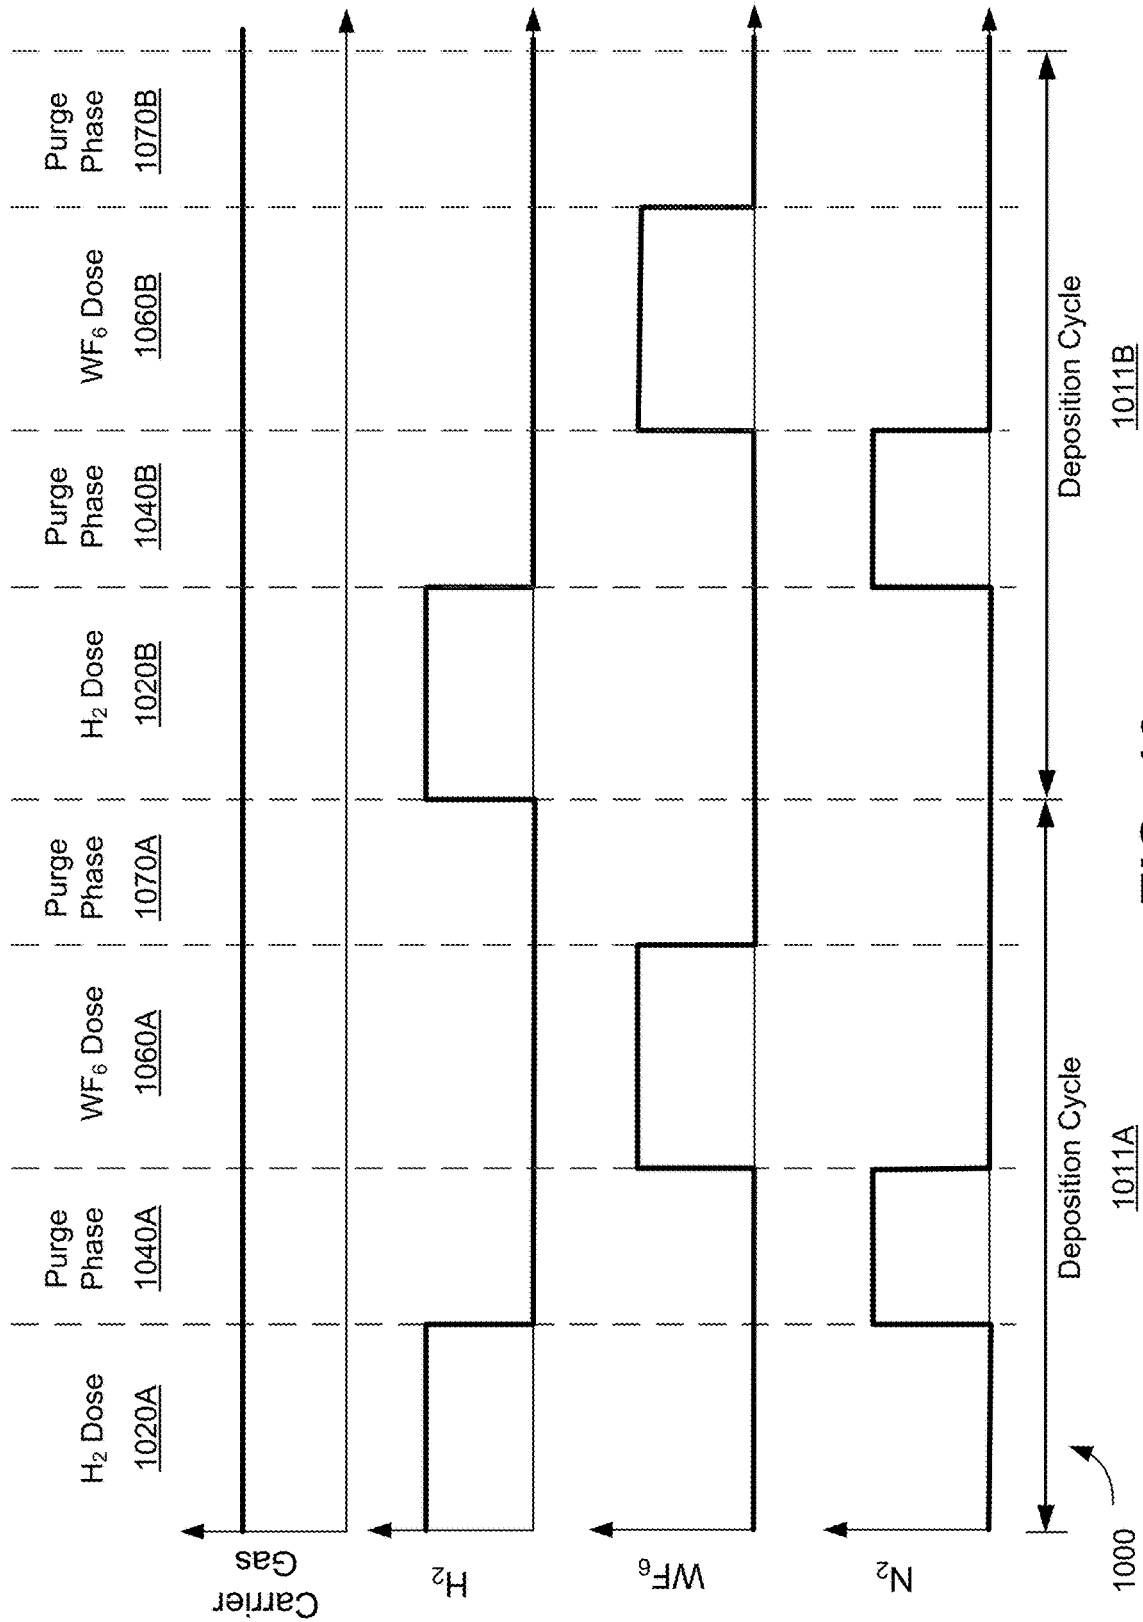 H₂ Dose
1020A
Purge
Phase
1040A
WF₆ Dose
1060A
Purge
Phase
1070A
H₂ Dose
1020B
Purge
Phase
1040B
WF₆ Dose
1060B
Purge
Phase
1070B
Carrier
Gas
H₂
WF₆
N₂
Deposition Cycle
1011A
Deposition Cycle
1011B
1000